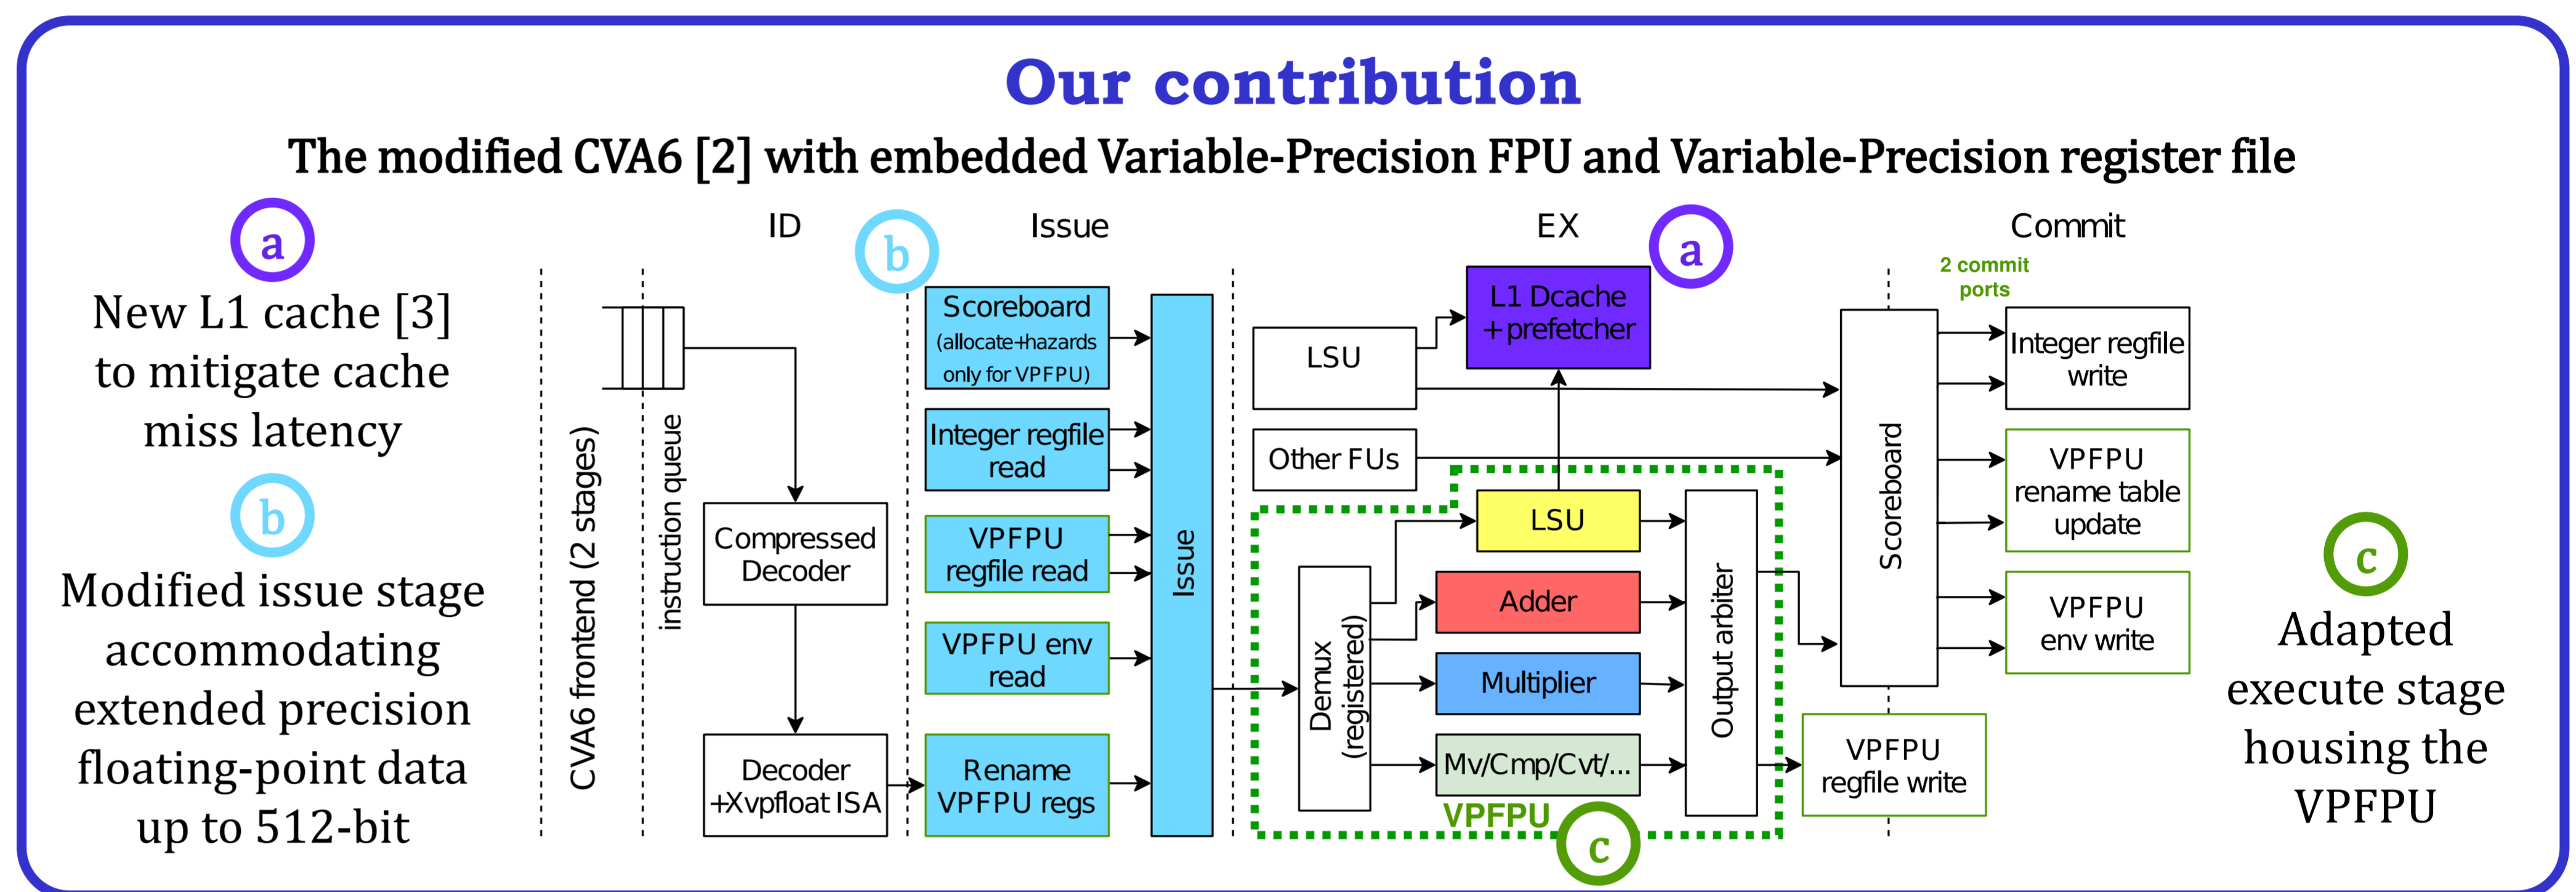 Our contribution
The modified CVA6 [2] with embedded Variable-Precision FPU and Variable-Precision register file
a
New L1 cache [3]
to mitigate cache
miss latency
b
Modified issue stage
accommodating
extended precision
floating-point data
up to 512-bit
ID
b
Issue
EX
a
Commit
CVA6 frontend (2 stages)
instruction queue
Compressed
Decoder
Decoder
+Xvpfloat ISA
Scoreboard
(allocate+hazards
only for VPFPU)
Integer regfile
read
VPFPU
regfile read
VPFPU env
read
Rename
VPFPU regs
Issue
LSU
L1 Dcache
+prefetcher
Other FUs
Demux
(registered)
LSU
Adder
Multiplier
Mv/Cmp/Cvt/...
VPFPU
c
Output arbiter
Scoreboard
2 commit
ports
Integer regfile
write
VPFPU
rename table
update
VPFPU
env write
VPFPU
regfile write
c
Adapted
execute stage
housing the
VPFPU